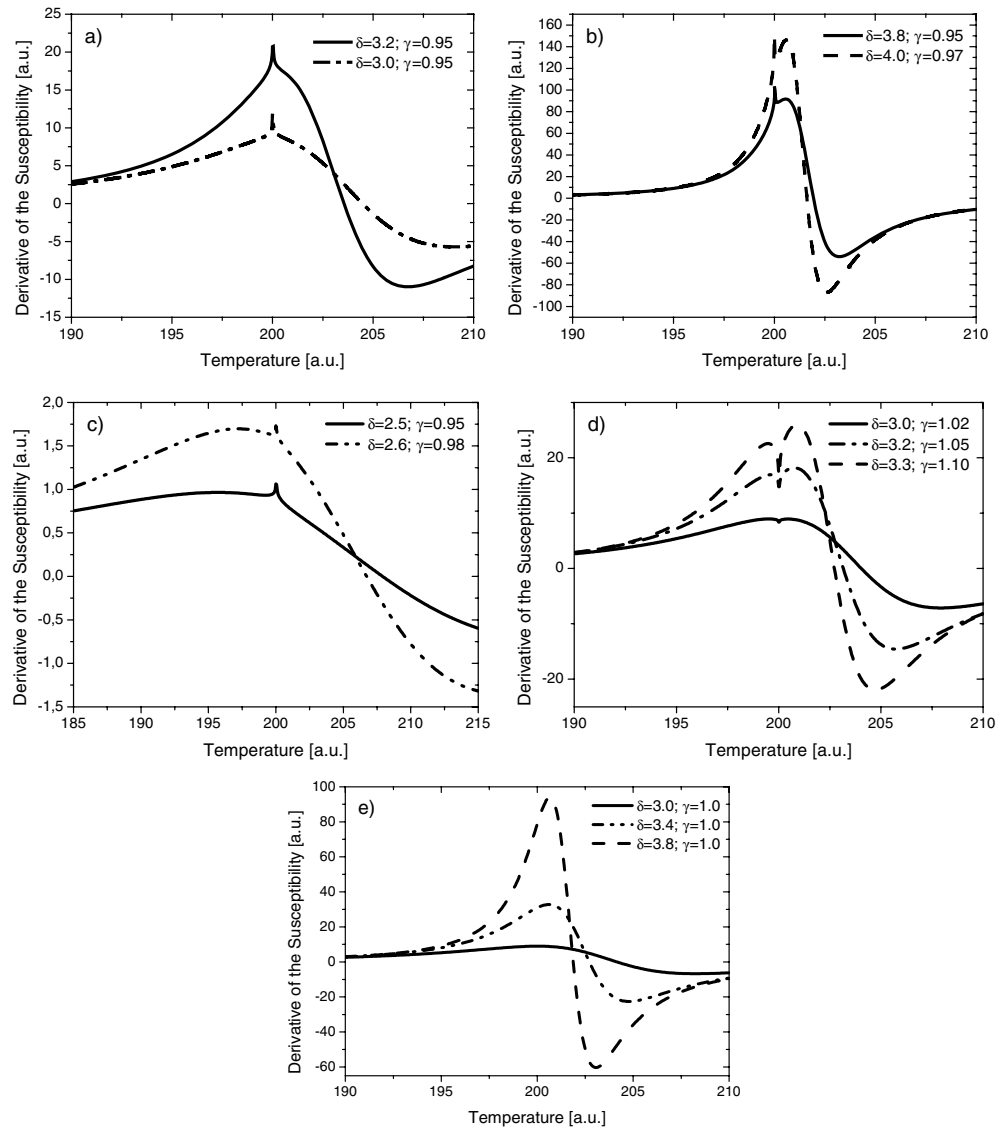 a)
δ=3.2; γ=0.95
δ=3.0; γ=0.95
25
20
15
10
5
0
-5
-10
-15
190
195
200
205
210
Derivative of the Susceptibility [a.u.]
Temperature [a.u.]
b)
δ=3.8; γ=0.95
δ=4.0; γ=0.97
160
140
120
100
80
60
40
20
0
-20
-40
-60
-80
-100
190
195
200
205
210
Derivative of the Susceptibility [a.u.]
Temperature [a.u.]
c)
δ=2.5; γ=0.95
δ=2.6; γ=0.98
2,0
1,5
1,0
0,5
0,0
-0,5
-1,0
-1,5
185
190
195
200
205
210
215
Derivative of the Susceptibility [a.u.]
Temperature [a.u.]
d)
δ=3.0; γ=1.02
δ=3.2; γ=1.05
δ=3.3; γ=1.10
20
0
-20
190
195
200
205
210
Derivative of the Susceptibility [a.u.]
Temperature [a.u.]
e)
δ=3.0; γ=1.0
δ=3.4; γ=1.0
δ=3.8; γ=1.0
100
80
60
40
20
0
-20
-40
-60
190
195
200
205
210
Derivative of the Susceptibility [a.u.]
Temperature [a.u.]